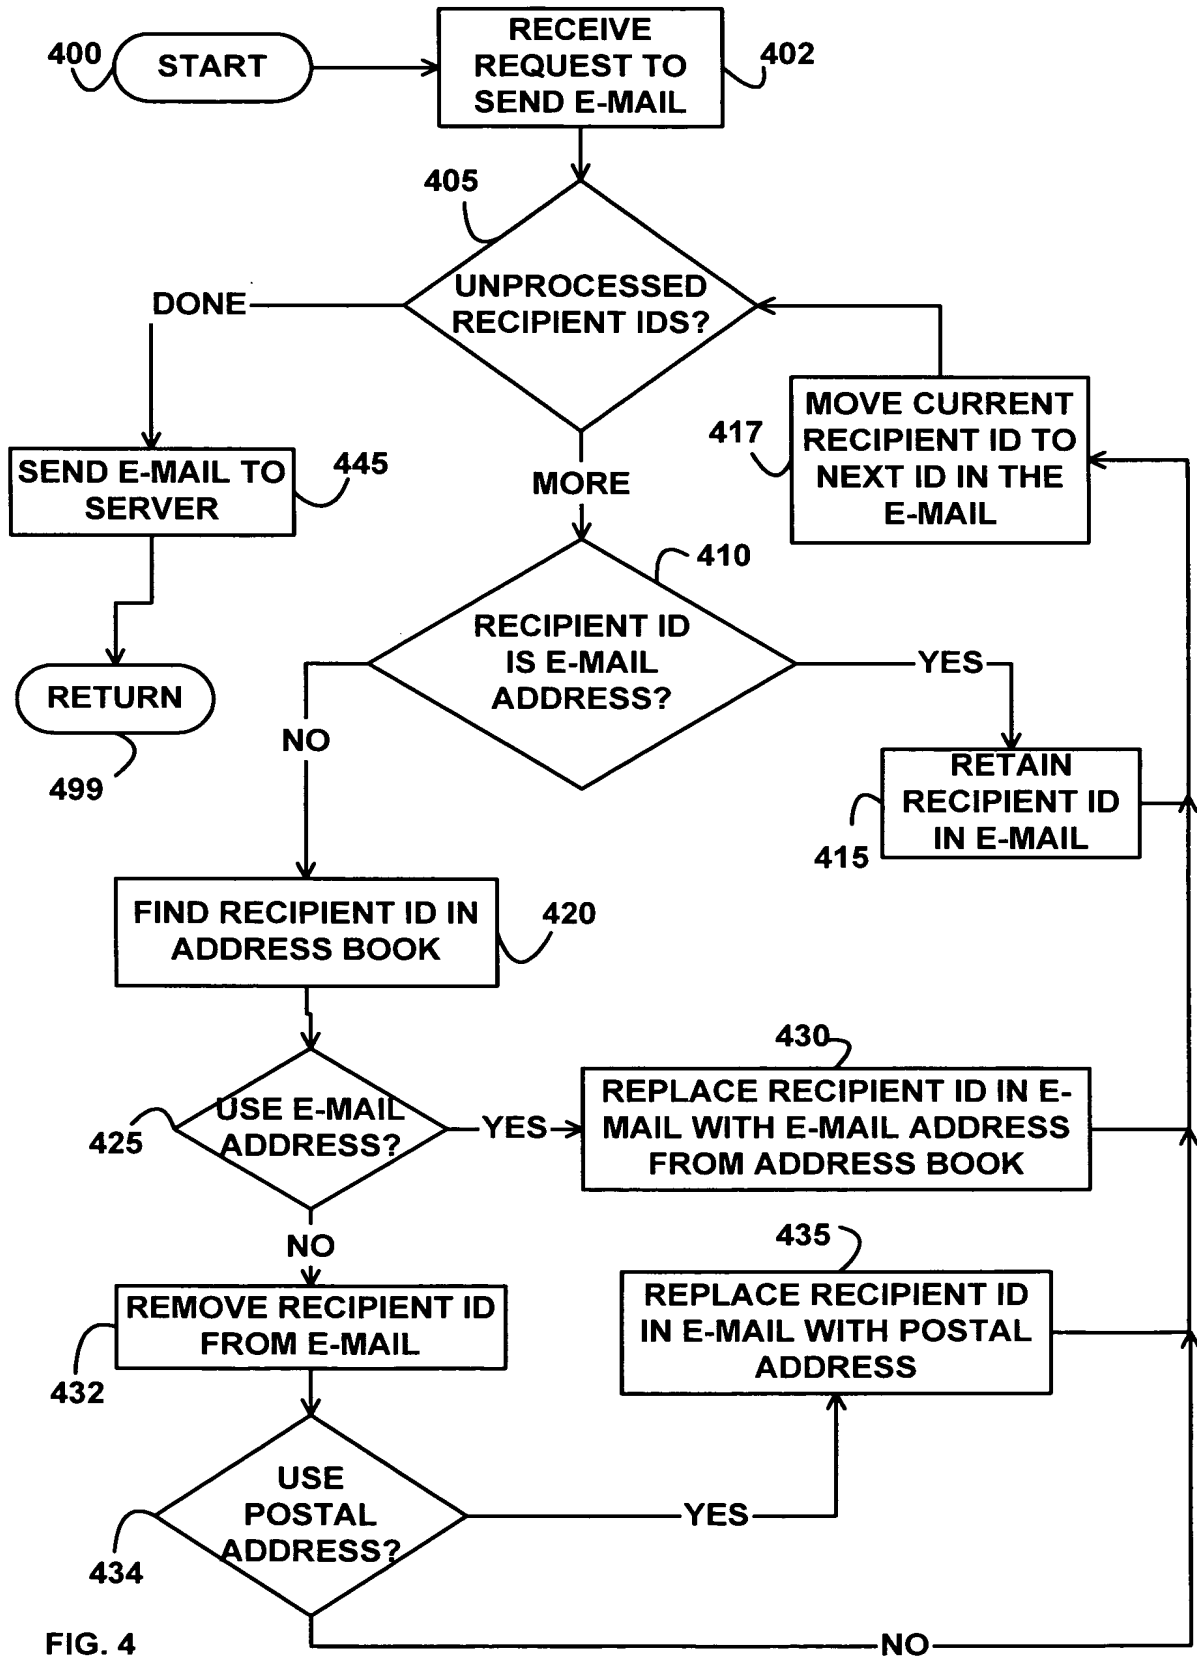 400
START
RECEIVE
REQUEST TO
SEND E-MAIL
402
405
UNPROCESSED
RECIPIENT IDS?
DONE
MOVE CURRENT
RECIPIENT ID TO
NEXT ID IN THE
E-MAIL
417
SEND E-MAIL TO
SERVER
445
MORE
410
RECIPIENT ID
IS E-MAIL
ADDRESS?
YES
RETURN
499
NO
RETAIN
RECIPIENT ID
IN E-MAIL
415
FIND RECIPIENT ID IN
ADDRESS BOOK
420
430
USE E-MAIL
ADDRESS?
425
YES
REPLACE RECIPIENT ID IN E-
MAIL WITH E-MAIL ADDRESS
FROM ADDRESS BOOK
NO
435
REMOVE RECIPIENT ID
FROM E-MAIL
432
REPLACE RECIPIENT ID
IN E-MAIL WITH POSTAL
ADDRESS
USE
POSTAL
ADDRESS?
434
YES
NO
FIG. 4